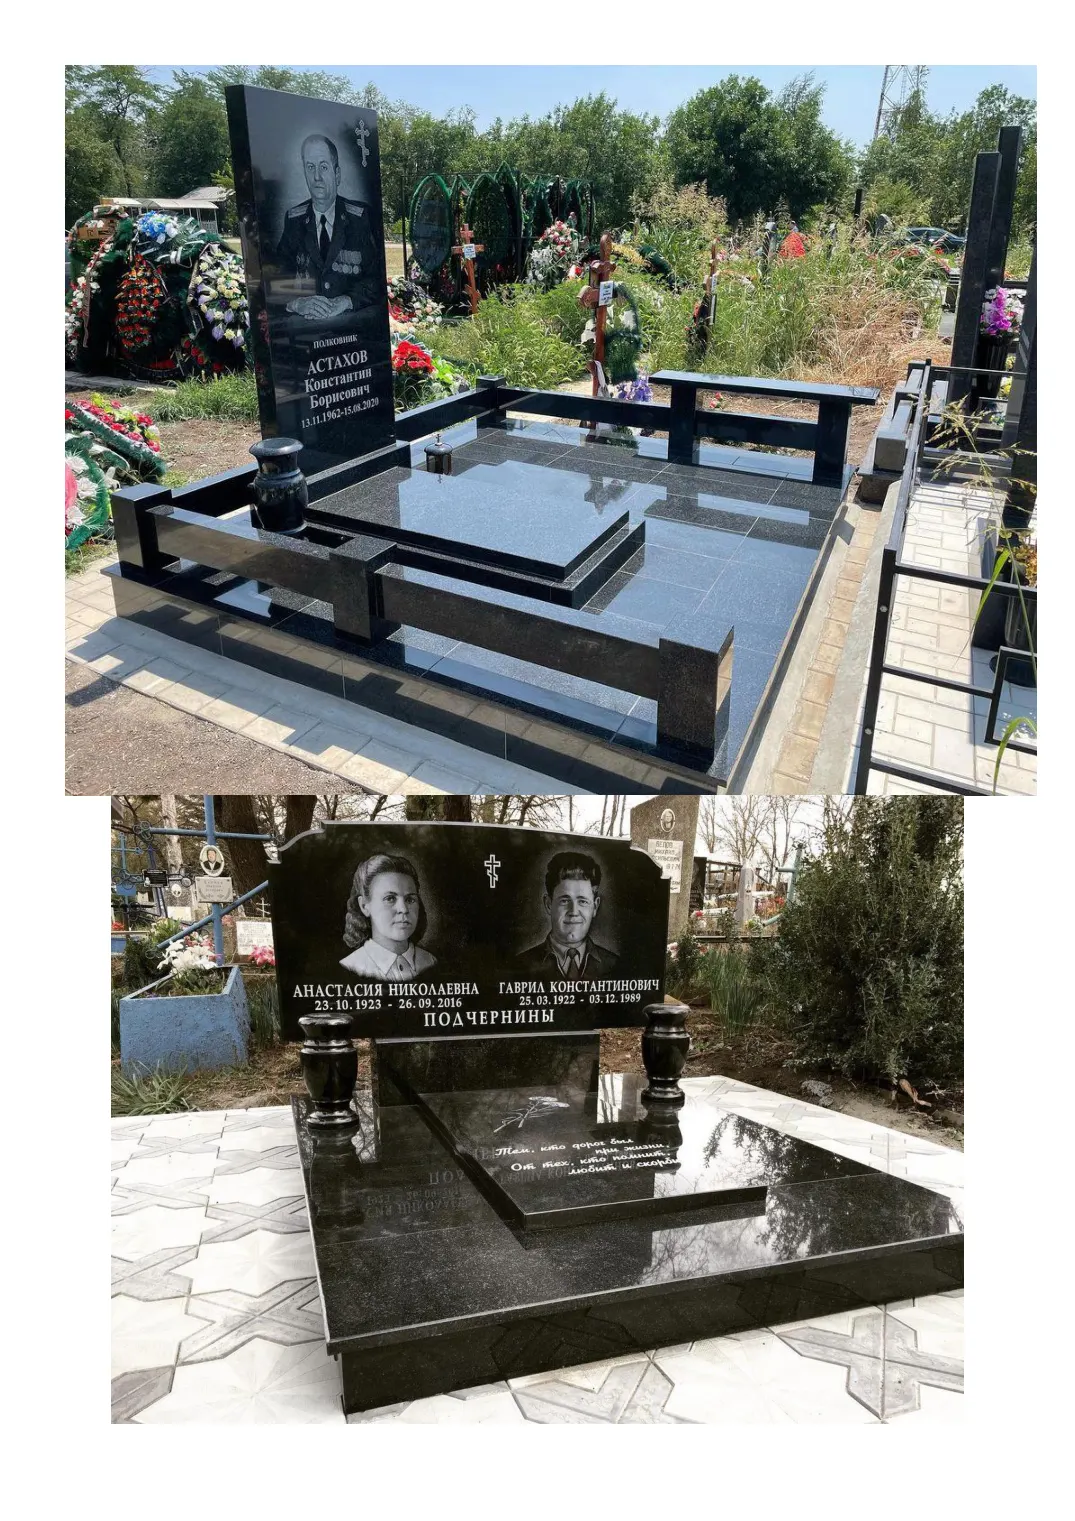 ПОЛКОВНИК
АСТАХОВ
Константин
Борисович
13.11.1962-15.08.2020
АНАСТАСИЯ НИКОЛАЕВНА
23.10.1923 - 26.09.2016
ГАВРИЛ КОНСТАНТИНОВИЧ
25.03.1922 - 03.12.1989
ПОДЧЕРНИНЫ
Тем, кто дорог был
при жизни,
От тех, кто помнит,
любит и